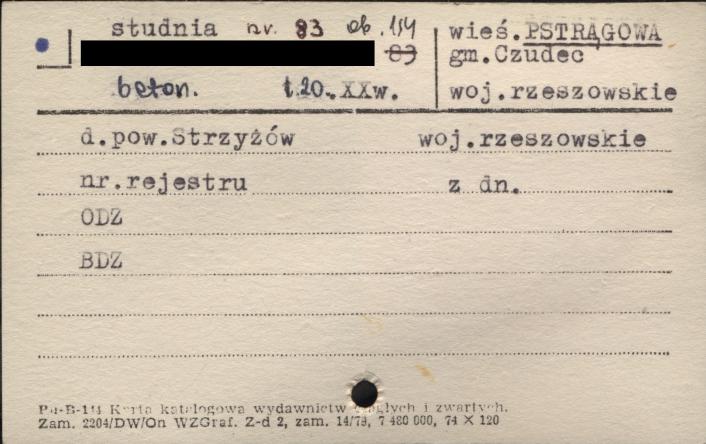 studnia nr. 83 ob. 154
83
beton. l.20. XXw.
wieś.PSTRĄGOWA
gm.Czudec
woj.rzeszowskie
d.pow.Strzyżów woj.rzeszowskie
nr.rejestru z dn.
ODZ
BDZ
Pu-B-114 Karta katalogowa wydawnictw ciągłych i zwartych.
Zam. 2204/DW/On WZGraf. Z-d 2, zam. 14/79, 7 480 000, 74 X 120